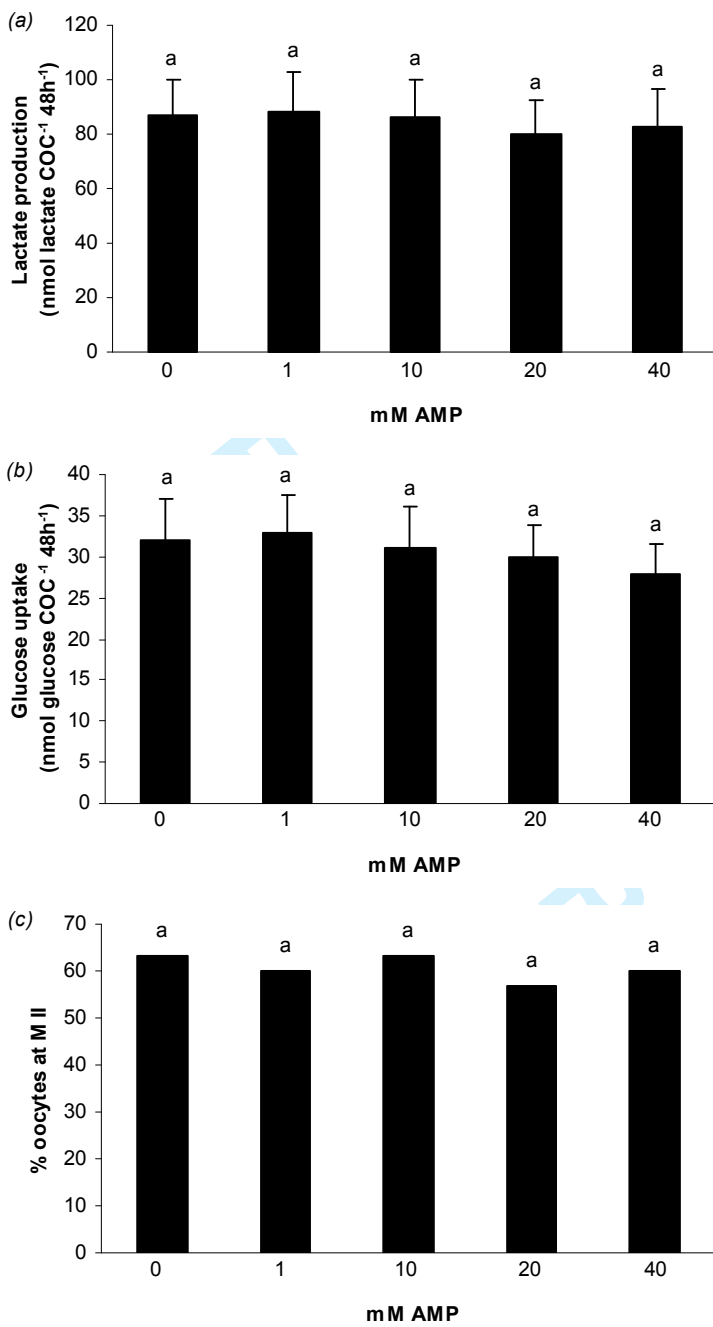 (a)
Lactate production
(nmol lactate COC⁻¹ 48h⁻¹)
120
100
80
60
40
20
0
a a a a a
0 1 10 20 40
mM AMP
(b)
Glucose uptake
(nmol glucose COC⁻¹ 48h⁻¹)
40
35
30
25
20
15
10
5
0
a a a a a
0 1 10 20 40
mM AMP
(c)
% oocytes at M II
70
60
50
40
30
20
10
0
a a a a a
0 1 10 20 40
mM AMP